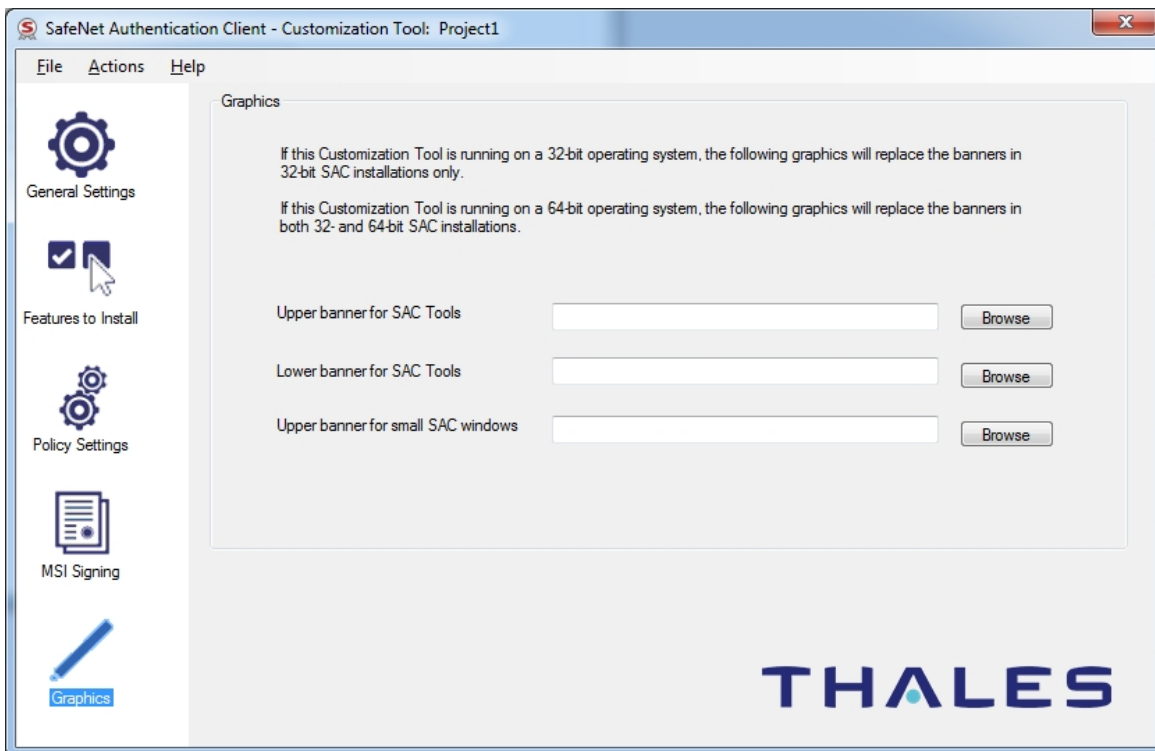 SafeNet Authentication Client - Customization Tool: Project1
File Actions Help
General Settings
Features to Install
Policy Settings
MSI Signing
Graphics
Graphics
If this Customization Tool is running on a 32-bit operating system, the following graphics will replace the banners in
32-bit SAC installations only.
If this Customization Tool is running on a 64-bit operating system, the following graphics will replace the banners in
both 32- and 64-bit SAC installations.
Upper banner for SAC Tools Browse
Lower banner for SAC Tools Browse
Upper banner for small SAC windows Browse
THALES